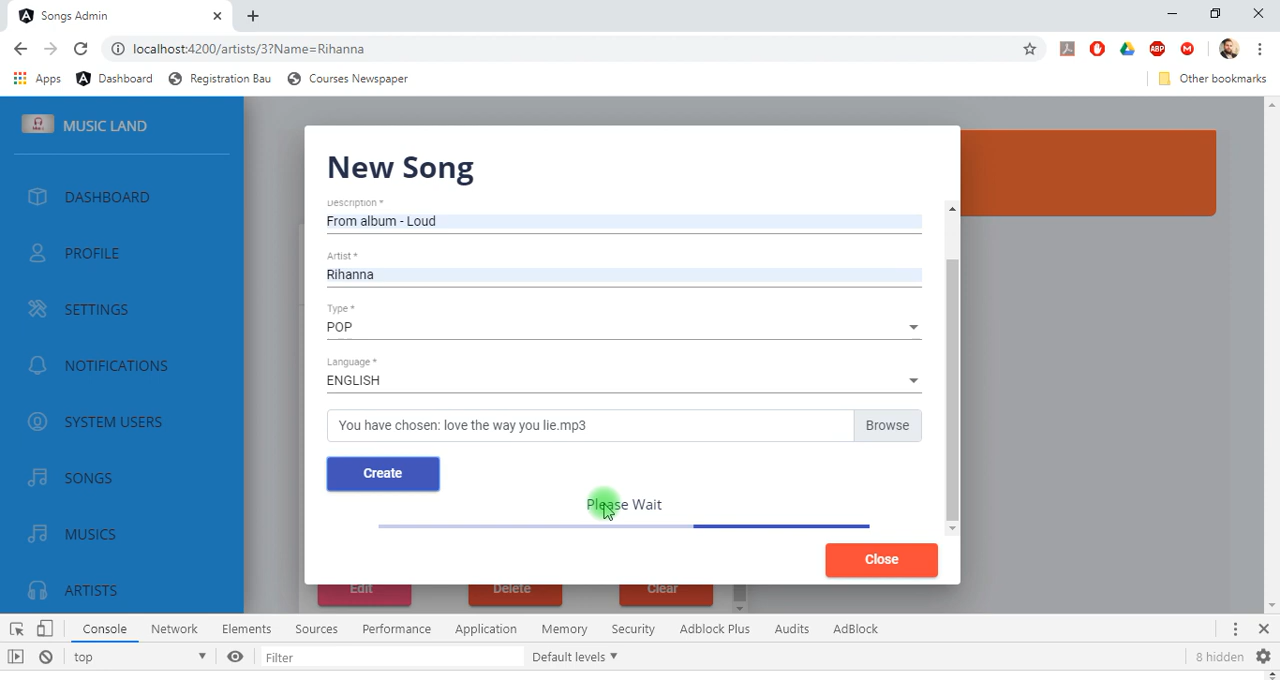 Songs Admin
localhost:4200/artists/3?Name=Rihanna
ABP
M
Apps
Dashboard
Registration Bau
Courses Newspaper
Other bookmarks
MUSIC LAND
DASHBOARD
PROFILE
SETTINGS
NOTIFICATIONS
SYSTEM USERS
SONGS
MUSICS
ARTISTS
New Song
Description *
From album - Loud
Artist *
Rihanna
Type *
POP
Language *
ENGLISH
You have chosen: love the way you lie.mp3
Browse
Create
Please Wait
Close
Edit
Delete
Clear
Console
Network
Elements
Sources
Performance
Application
Memory
Security
Adblock Plus
Audits
AdBlock
top
Filter
Default levels
8 hidden